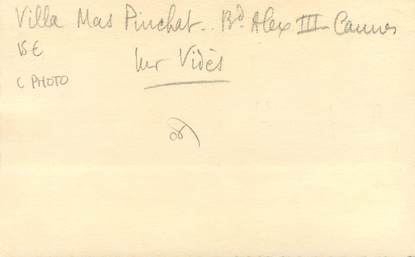 Villa Mas Pinchat.. Bd. Alex III - Cannes
15 €
Mr Vidès
C PHOTO